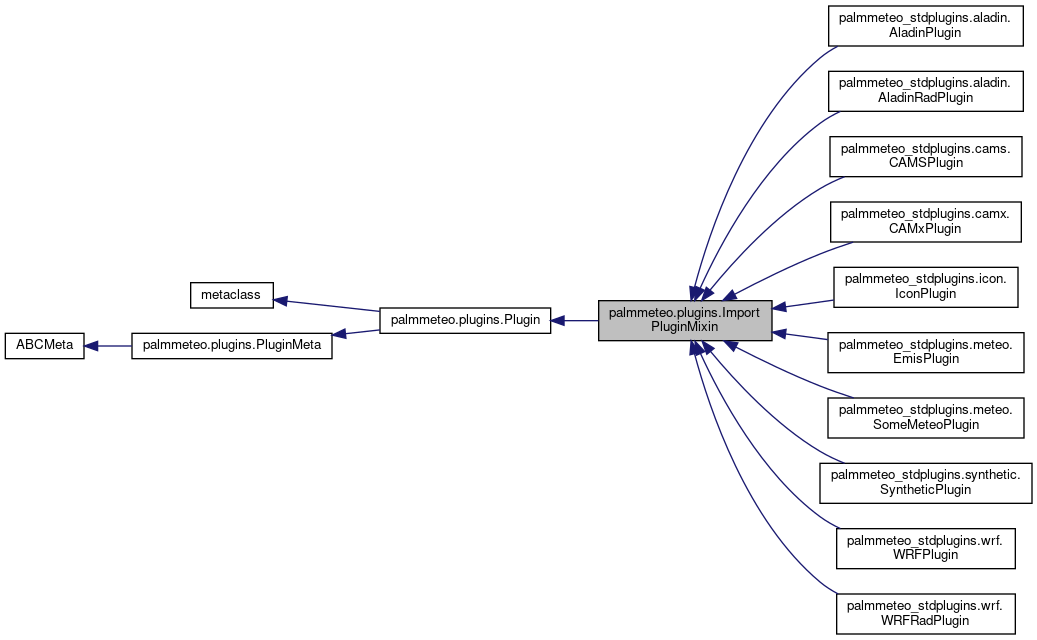 palmmeteo_stdplugins.aladin.
AladinPlugin
palmmeteo_stdplugins.aladin.
AladinRadPlugin
palmmeteo_stdplugins.cams.
CAMSPlugin
palmmeteo_stdplugins.camx.
CAMxPlugin
metaclass
palmmeteo_stdplugins.icon.
IconPlugin
palmmeteo.plugins.Plugin
palmmeteo.plugins.Import
PluginMixin
ABCMeta
palmmeteo.plugins.PluginMeta
palmmeteo_stdplugins.meteo.
EmisPlugin
palmmeteo_stdplugins.meteo.
SomeMeteoPlugin
palmmeteo_stdplugins.synthetic.
SyntheticPlugin
palmmeteo_stdplugins.wrf.
WRFPlugin
palmmeteo_stdplugins.wrf.
WRFRadPlugin